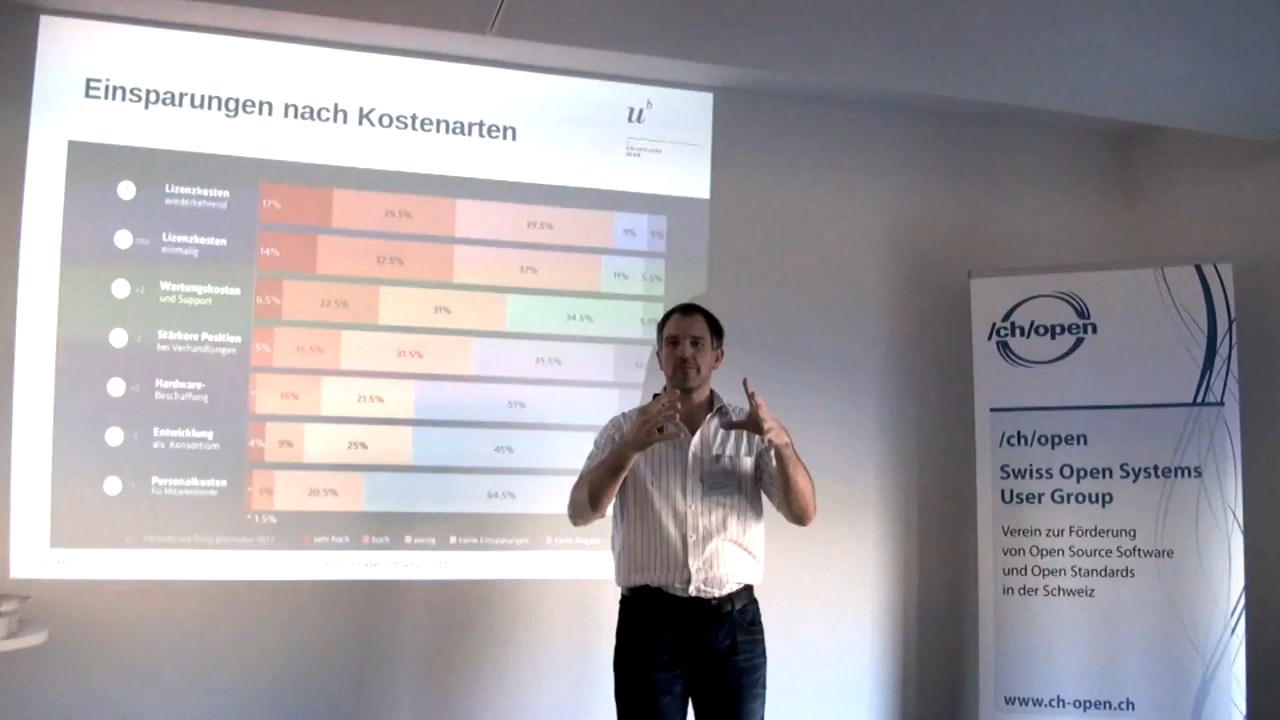 Einsparungen nach Kostenarten
u b
Lizenzkosten
wiederkehrend
17% 29.5% 39.5% 9% 5%
Lizenzkosten
einmalig
14% 32.5% 37% 11% 5.5%
Wartungskosten
und Support
6.5% 22.5% 31% 34.5% 5.5%
Stärkere Position
bei Verhandlungen
5% 15.5% 31.5% 35.5%
Hardware-
Beschaffung
15% 21.5% 51%
Entwicklung
als Konsortium
4% 9% 25% 45%
Personalkosten
für Mitarbeitende
* 20.5% 64.5%
* 1.5%
sehr hoch hoch wenig keine Einsparungen
/ch/open
/ch/open
Swiss Open Systems
User Group
Verein zur Förderung
von Open Source Software
und Open Standards
in der Schweiz
www.ch-open.ch